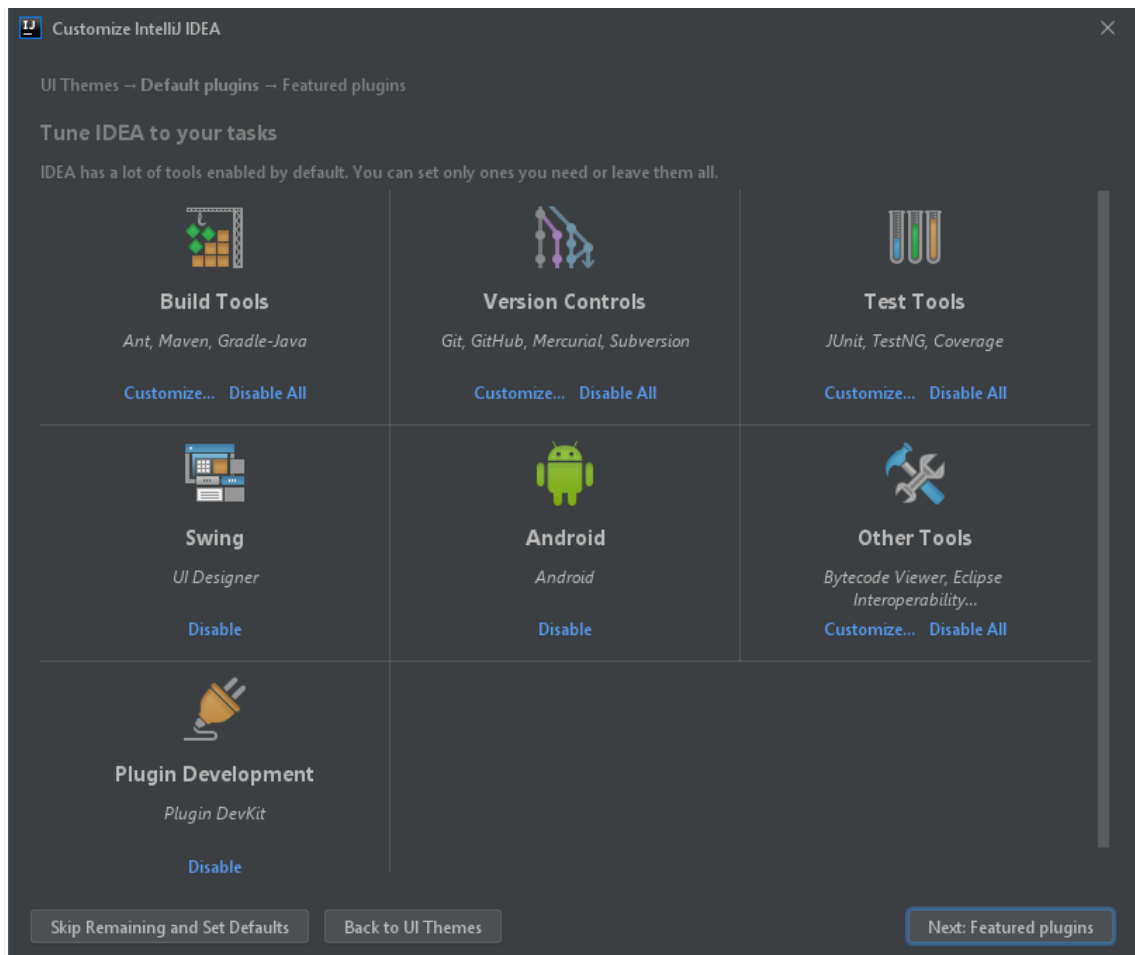 IJ Customize IntelliJ IDEA
UI Themes → Default plugins → Featured plugins
Tune IDEA to your tasks
IDEA has a lot of tools enabled by default. You can set only ones you need or leave them all.
Build Tools
Ant, Maven, Gradle-Java
Customize... Disable All
Version Controls
Git, GitHub, Mercurial, Subversion
Customize... Disable All
Test Tools
JUnit, TestNG, Coverage
Customize... Disable All
Swing
UI Designer
Disable
Android
Android
Disable
Other Tools
Bytecode Viewer, Eclipse
Interoperability...
Customize... Disable All
Plugin Development
Plugin DevKit
Disable
Skip Remaining and Set Defaults Back to UI Themes Next: Featured plugins